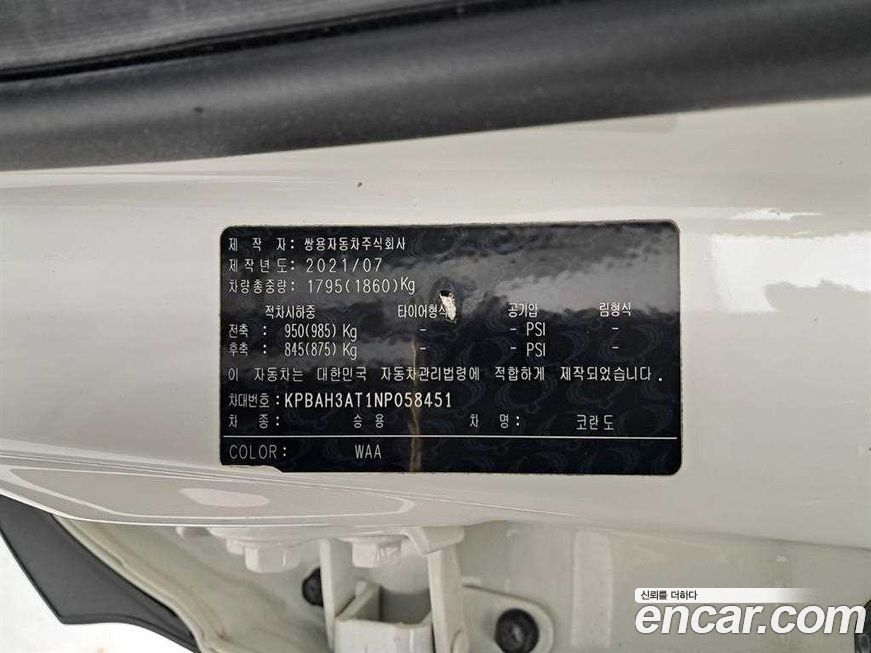 제 작 자 : 쌍용자동차주식회사
제작년도: 2021/07
차량총중량: 1795(1860)Kg
적차시하중 타이어형식 공기압 림형식
전축 : 950(985) Kg - - PSI -
후축 : 845(875) Kg - - PSI -
이 자동차는 대한민국 자동차관리법령에 적합하게 제작되었습니다.
차대번호: KPBAH3AT1NP058451
차 종: 승 용 차 명: 코란도
COLOR: WAA
신뢰를 더하다
encar.com